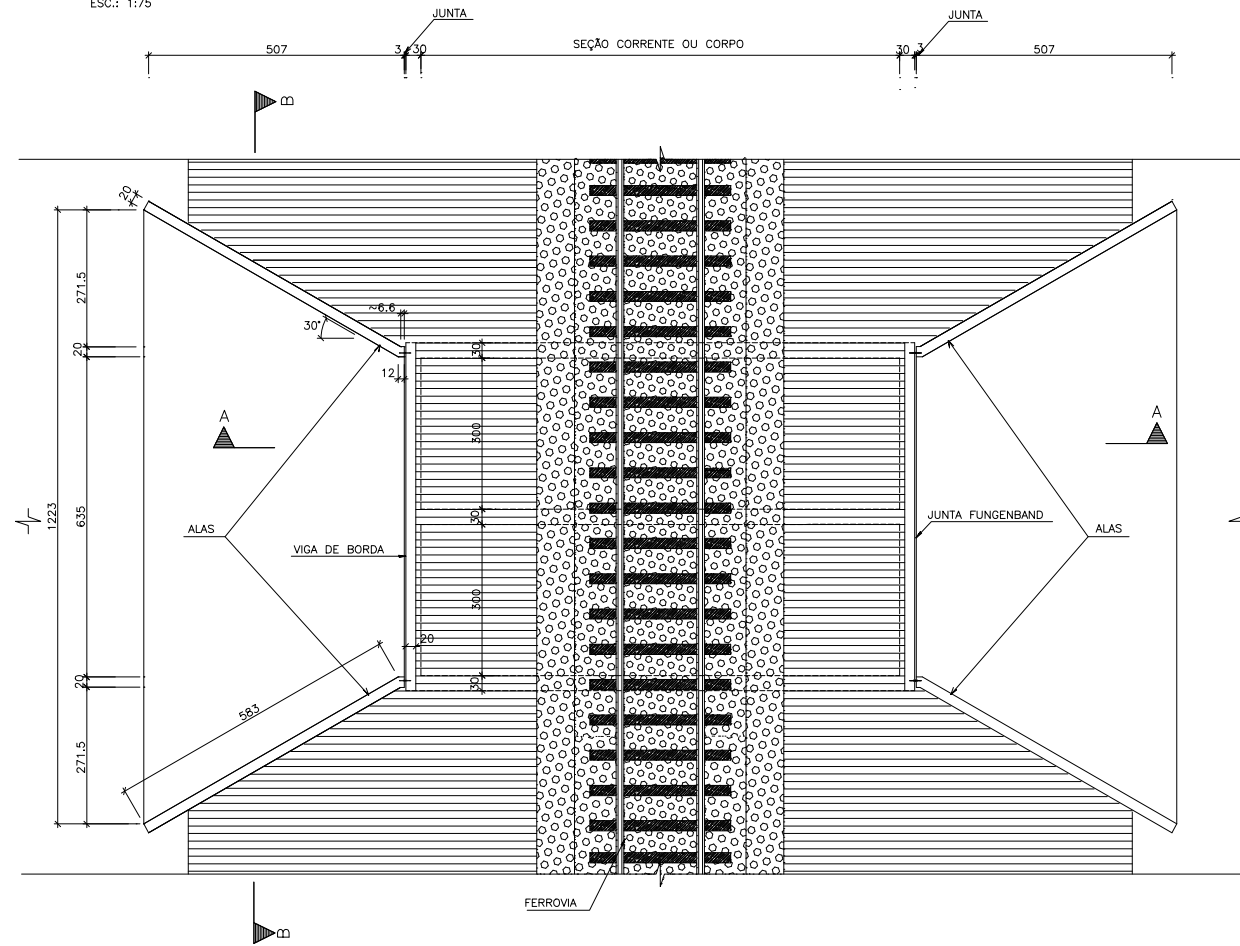 ESC.: 1:75
JUNTA
JUNTA
507
3
30
SEÇÃO CORRENTE OU CORPO
30
3
507
B
20
271.5
~6.6
30°
20
30
12
A
A
300
1223
635
ALAS
VIGA DE BORDA
30
JUNTA FUNGENBAND
ALAS
300
20
20
30
583
271.5
FERROVIA
B